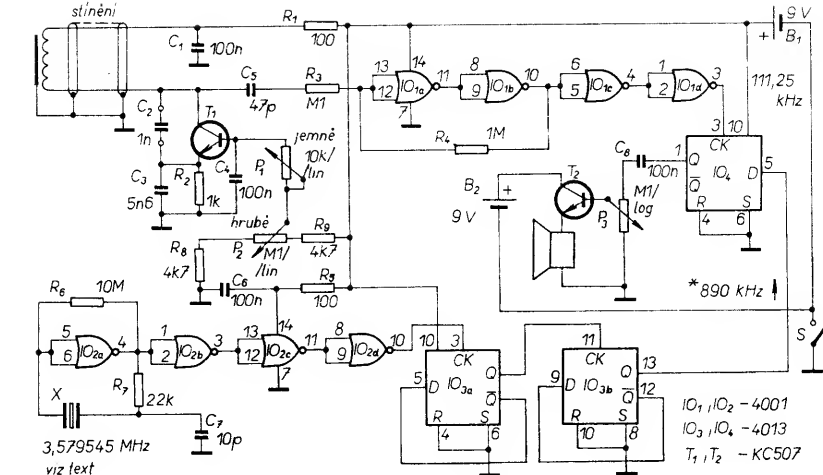 stínění
R₁
100
C₁
100n
9 V
+
B₁
C₅
47p
R₃
M1
14
13
12
IO₁ₐ
11
7
8
9
IO₁b
10
6
5
IO₁c
4
1
2
IO₁d
3
111,25
kHz
R₄
1M
C₂
1n
T₁
C₄
100n
jemně
P₁
10k/
lin
C₃
5n6
R₂
1k
hrubě
P₂
M1/
/lin
R₉
4k7
R₈
4k7
C₆
100n
R₅
100
B₂
9V
+
T₂
C₈
100n
P₃
M1/
log
3 10
CK
1
Q
Q̅
IO₄
D
5
R
S
4
6
*890 kHz
S
R₆
10M
5
6
IO₂ₐ
4
1
2
IO₂b
3
13
12
IO₂c
14
11
7
8
9
IO₂d
10
R₇
22k
X
C₇
10p
3,579545 MHz
viz text
10
3
CK
5
D
Q
IO₃ₐ
Q̅
R
S
4
6
11
CK
9
D
Q
13
IO₃b
Q̅
12
R
S
10
8
IO₁, IO₂ – 4001
IO₃, IO₄ – 4013
T₁, T₂ – KC507